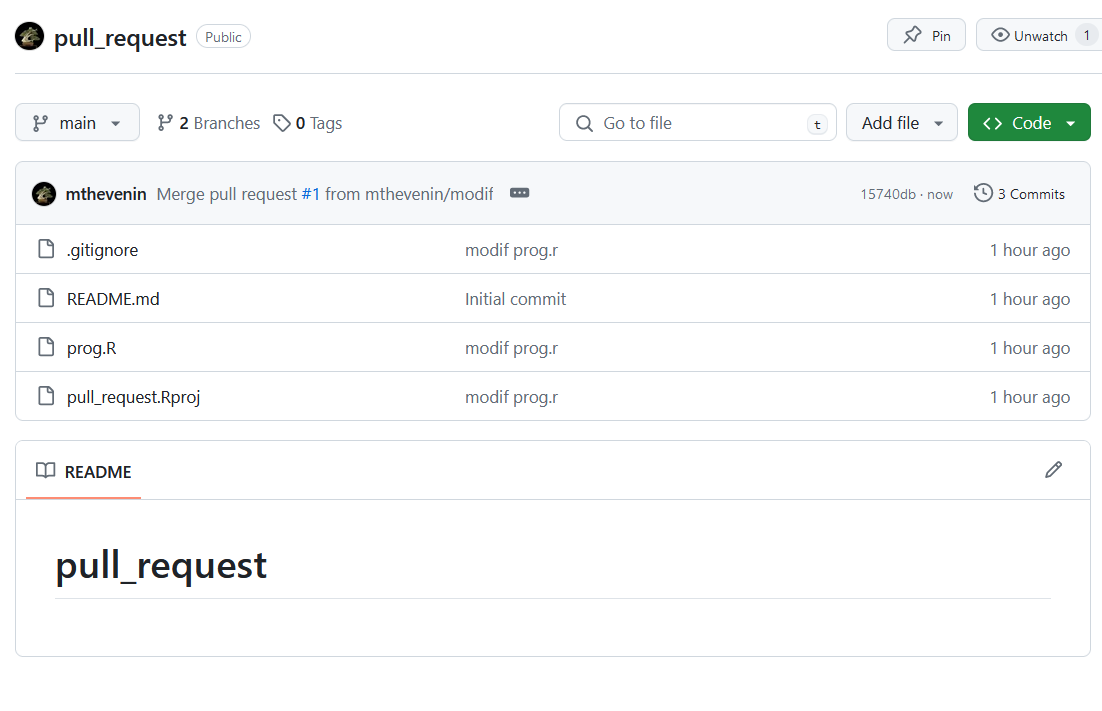 pull_request Public Pin Unwatch 1
main 2 Branches 0 Tags Go to file t Add file Code
mthevenin Merge pull request #1 from mthevenin/modif 15740db · now 3 Commits
.gitignore modif prog.r 1 hour ago
README.md Initial commit 1 hour ago
prog.R modif prog.r 1 hour ago
pull_request.Rproj modif prog.r 1 hour ago
README
pull_request